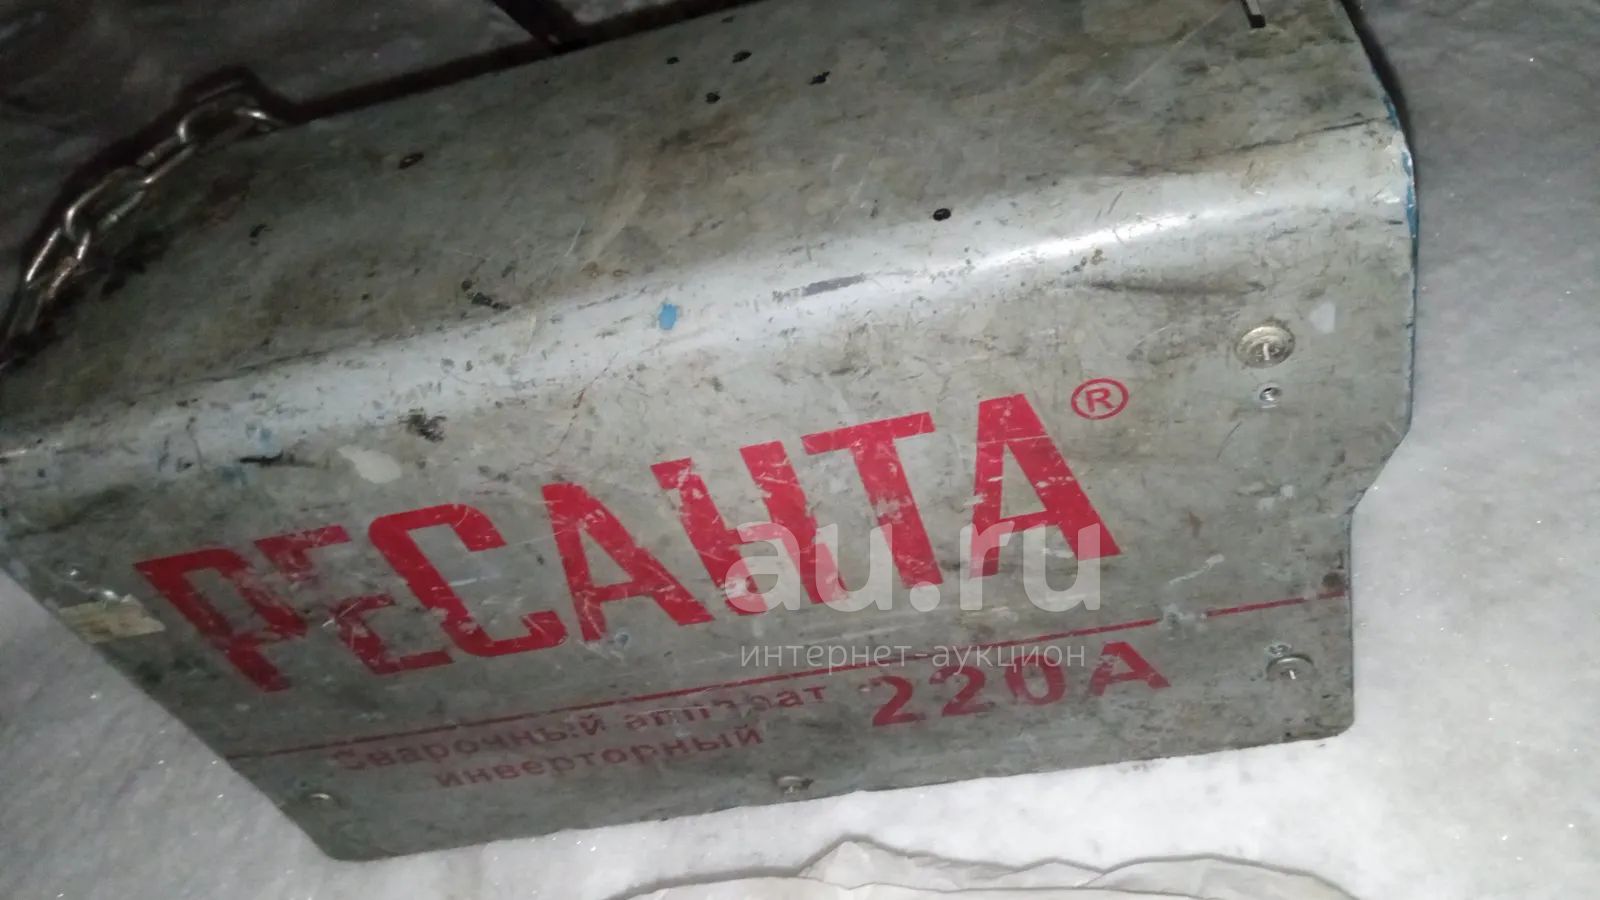 РЕСАНТА®
Сварочный аппарат
инверторный
220А
au.ru
интернет-аукцион